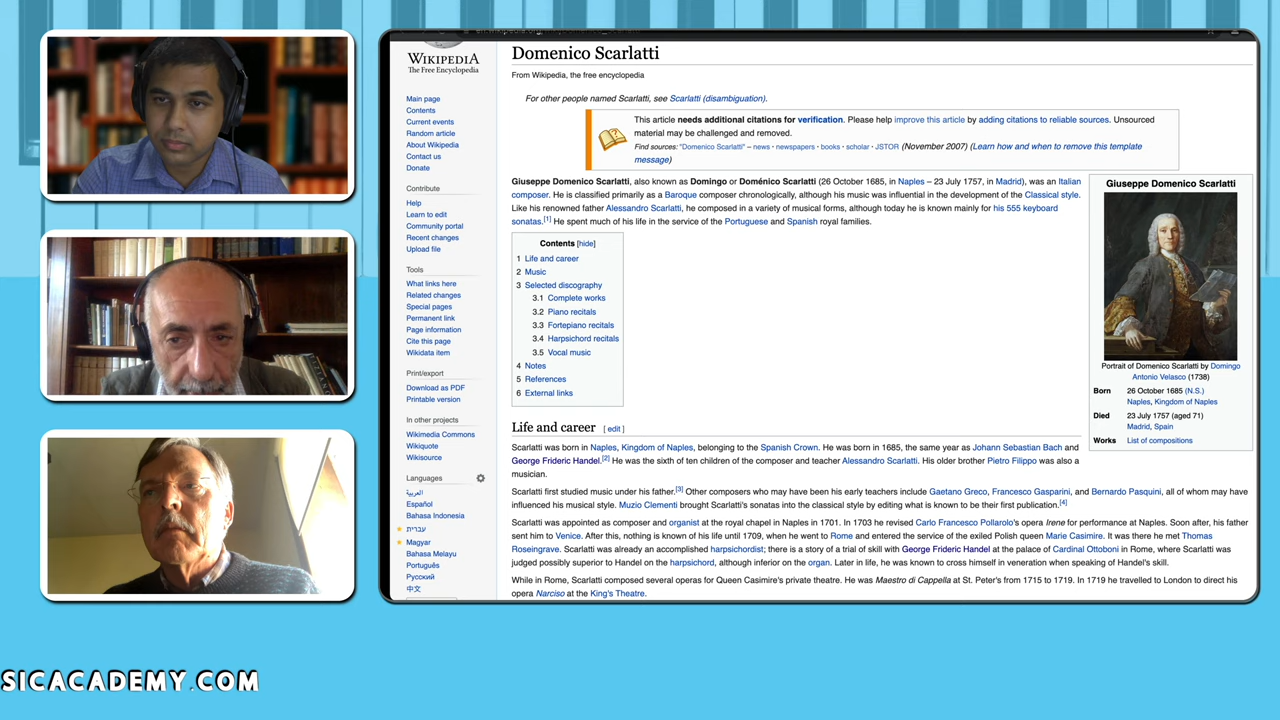 WIKIPEDIA
The Free Encyclopedia
Main page
Contents
Current events
Random article
About Wikipedia
Contact us
Donate
Contribute
Help
Learn to edit
Community portal
Recent changes
Upload file
Tools
What links here
Related changes
Special pages
Permanent link
Page information
Cite this page
Wikidata item
Print/export
Download as PDF
Printable version
In other projects
Wikimedia Commons
Wikiquote
Wikisource
Languages
العربية
Español
Bahasa Indonesia
עברית
Magyar
Bahasa Melayu
Português
Русский
中文
Domenico Scarlatti
From Wikipedia, the free encyclopedia
For other people named Scarlatti, see Scarlatti (disambiguation).
This article needs additional citations for verification. Please help improve this article by adding citations to reliable sources. Unsourced
material may be challenged and removed.
Find sources: "Domenico Scarlatti" – news · newspapers · books · scholar · JSTOR (November 2007) (Learn how and when to remove this template
message)
Giuseppe Domenico Scarlatti, also known as Domingo or Doménico Scarlatti (26 October 1685, in Naples – 23 July 1757, in Madrid), was an Italian
composer. He is classified primarily as a Baroque composer chronologically, although his music was influential in the development of the Classical style.
Like his renowned father Alessandro Scarlatti, he composed in a variety of musical forms, although today he is known mainly for his 555 keyboard
sonatas.[1] He spent much of his life in the service of the Portuguese and Spanish royal families.
Contents [hide]
1 Life and career
2 Music
3 Selected discography
3.1 Complete works
3.2 Piano recitals
3.3 Fortepiano recitals
3.4 Harpsichord recitals
3.5 Vocal music
4 Notes
5 References
6 External links
Giuseppe Domenico Scarlatti
Portrait of Domenico Scarlatti by Domingo
Antonio Velasco (1738)
Born 26 October 1685 (N.S.)
Naples, Kingdom of Naples
Died 23 July 1757 (aged 71)
Madrid, Spain
Works List of compositions
Life and career [ edit ]
Scarlatti was born in Naples, Kingdom of Naples, belonging to the Spanish Crown. He was born in 1685, the same year as Johann Sebastian Bach and
George Frideric Handel.[2] He was the sixth of ten children of the composer and teacher Alessandro Scarlatti. His older brother Pietro Filippo was also a
musician.
Scarlatti first studied music under his father.[3] Other composers who may have been his early teachers include Gaetano Greco, Francesco Gasparini, and Bernardo Pasquini, all of whom may have
influenced his musical style. Muzio Clementi brought Scarlatti's sonatas into the classical style by editing what is known to be their first publication.[4]
Scarlatti was appointed as composer and organist at the royal chapel in Naples in 1701. In 1703 he revised Carlo Francesco Pollarolo's opera Irene for performance at Naples. Soon after, his father
sent him to Venice. After this, nothing is known of his life until 1709, when he went to Rome and entered the service of the exiled Polish queen Marie Casimire. It was there he met Thomas
Roseingrave. Scarlatti was already an accomplished harpsichordist; there is a story of a trial of skill with George Frideric Handel at the palace of Cardinal Ottoboni in Rome, where Scarlatti was
judged possibly superior to Handel on the harpsichord, although inferior on the organ. Later in life, he was known to cross himself in veneration when speaking of Handel's skill.
While in Rome, Scarlatti composed several operas for Queen Casimire's private theatre. He was Maestro di Cappella at St. Peter's from 1715 to 1719. In 1719 he travelled to London to direct his
opera Narciso at the King's Theatre.
SICACADEMY.COM